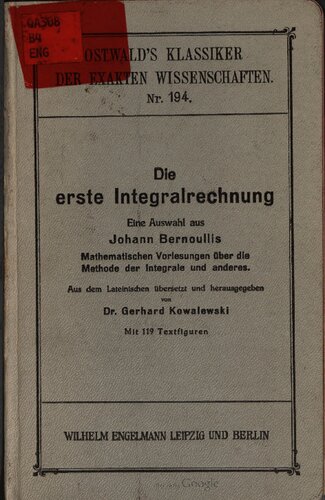 QA308
B4
ENG
OSTWALD'S KLASSIKER
DER EXAKTEN WISSENSCHAFTEN.
Nr. 194.
Die
erste Integralrechnung
Eine Auswahl aus
Johann Bernoullis
Mathematischen Vorlesungen über die
Methode der Integrale und anderes.
Aus dem Lateinischen übersetzt und herausgegeben
von
Dr. Gerhard Kowalewski
Mit 119 Textfiguren
WILHELM ENGELMANN LEIPZIG UND BERLIN
Google